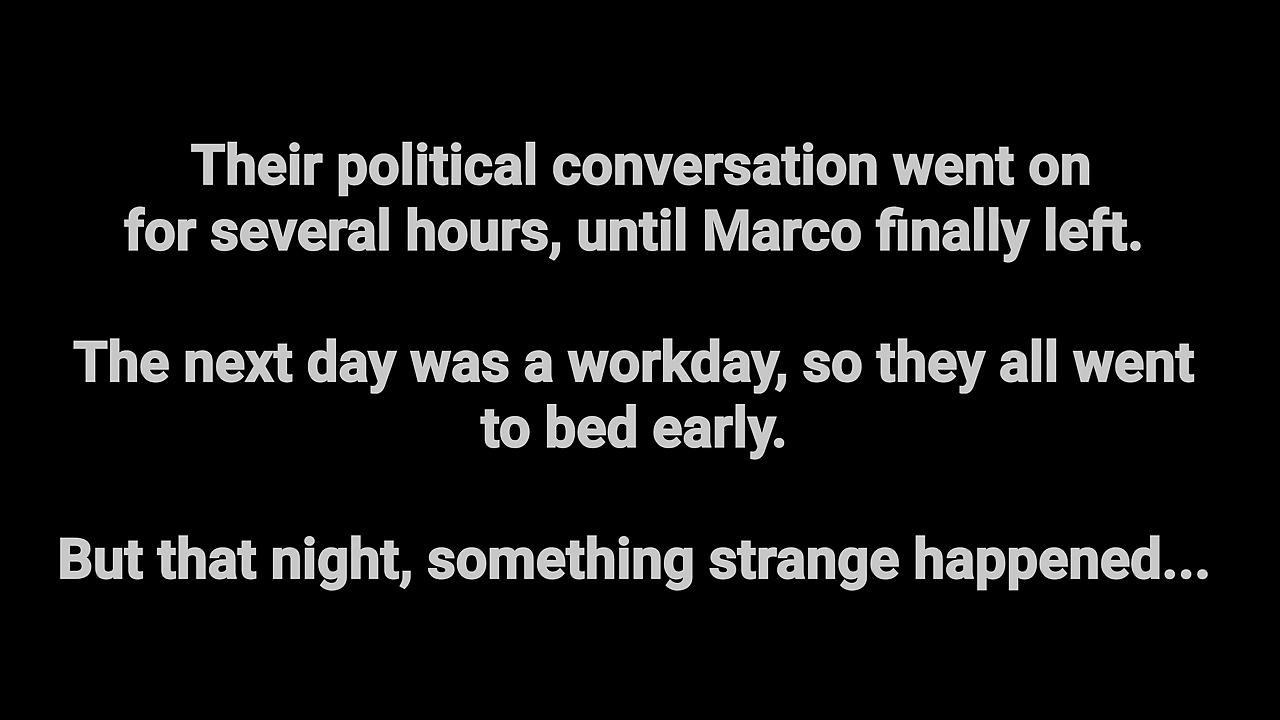 Their political conversation went on
for several hours, until Marco finally left.
The next day was a workday, so they all went
to bed early.
But that night, something strange happened...